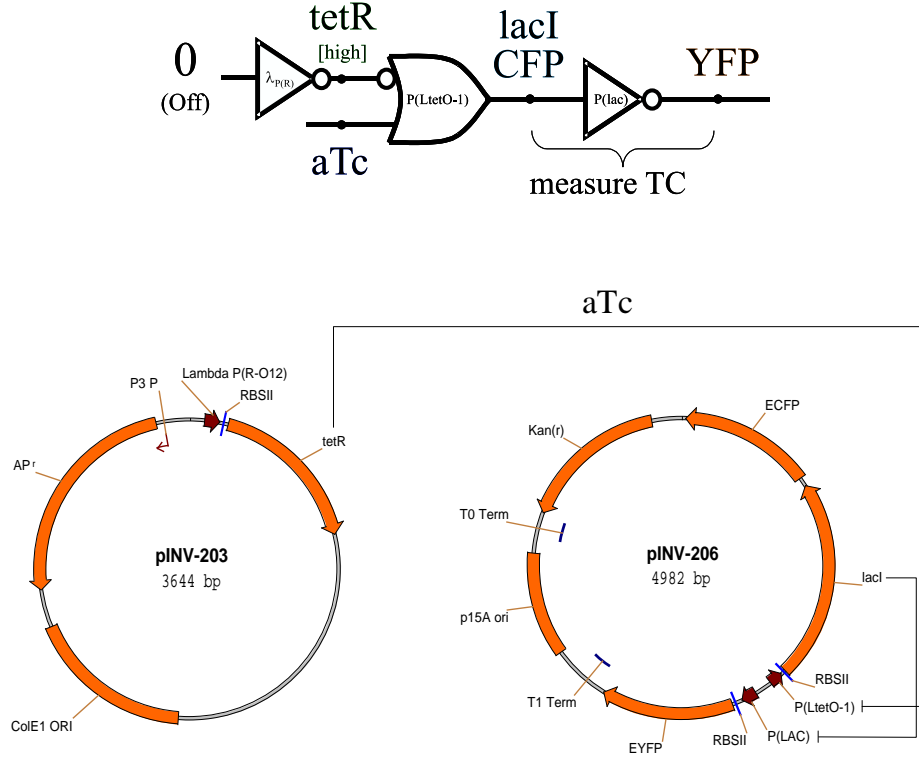 0
(Off)
λP(R)
tetR
[high]
aTc
P(LtetO-1)
lacI
CFP
P(lac)
YFP
measure TC
aTc
P3 P
Lambda P(R-O12)
RBSII
tetR
AP r
pINV-203
3644 bp
ColE1 ORI
ECFP
Kan(r)
T0 Term
pINV-206
4982 bp
lacI
p15A ori
T1 Term
RBSII
P(LtetO-1)
P(LAC)
RBSII
EYFP